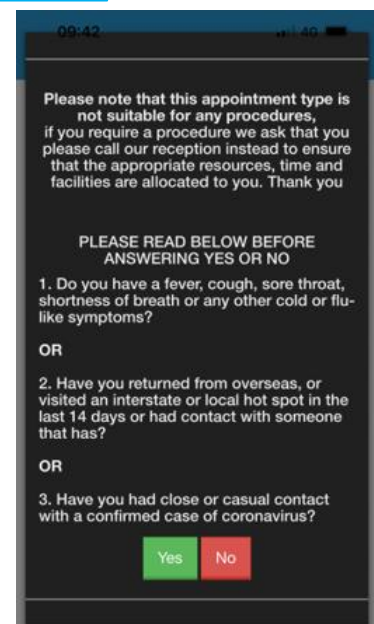 09:42
4G
Please note that this appointment type is
not suitable for any procedures,
if you require a procedure we ask that you
please call our reception instead to ensure
that the appropriate resources, time and
facilities are allocated to you. Thank you
PLEASE READ BELOW BEFORE
ANSWERING YES OR NO
1. Do you have a fever, cough, sore throat,
shortness of breath or any other cold or flu-
like symptoms?
OR
2. Have you returned from overseas, or
visited an interstate or local hot spot in the
last 14 days or had contact with someone
that has?
OR
3. Have you had close or casual contact
with a confirmed case of coronavirus?
Yes No